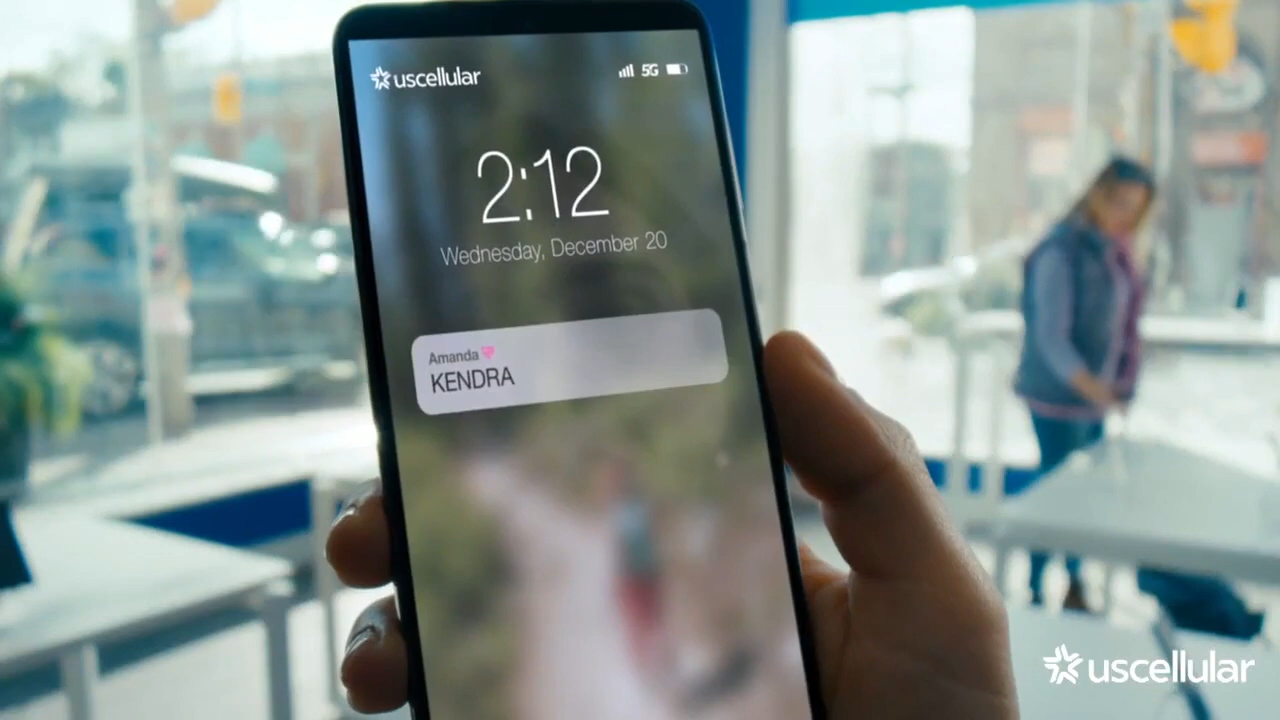 uscellular
5G
2:12
Wednesday, December 20
Amanda
KENDRA
uscellular